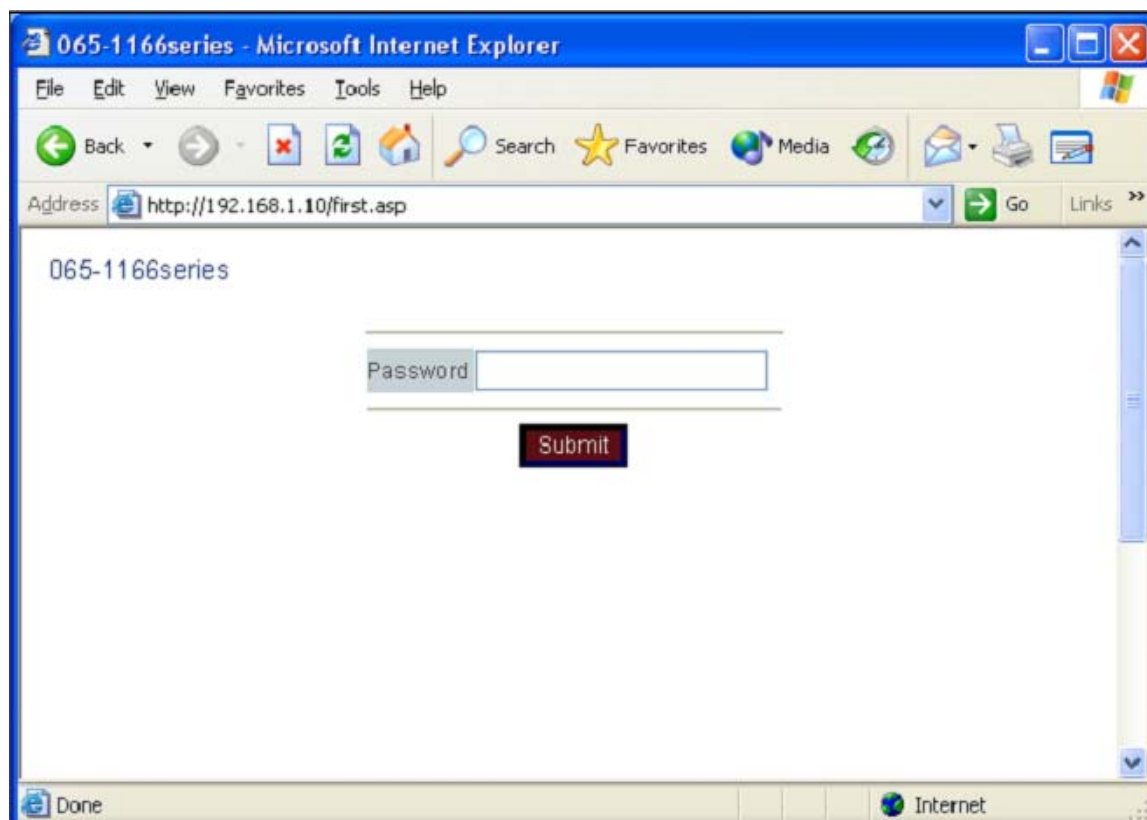 065-1166series - Microsoft Internet Explorer
File Edit View Favorites Tools Help
Back Search Favorites Media
Address http://192.168.1.10/first.asp Go Links »
065-1166series
Password
Submit
Done Internet